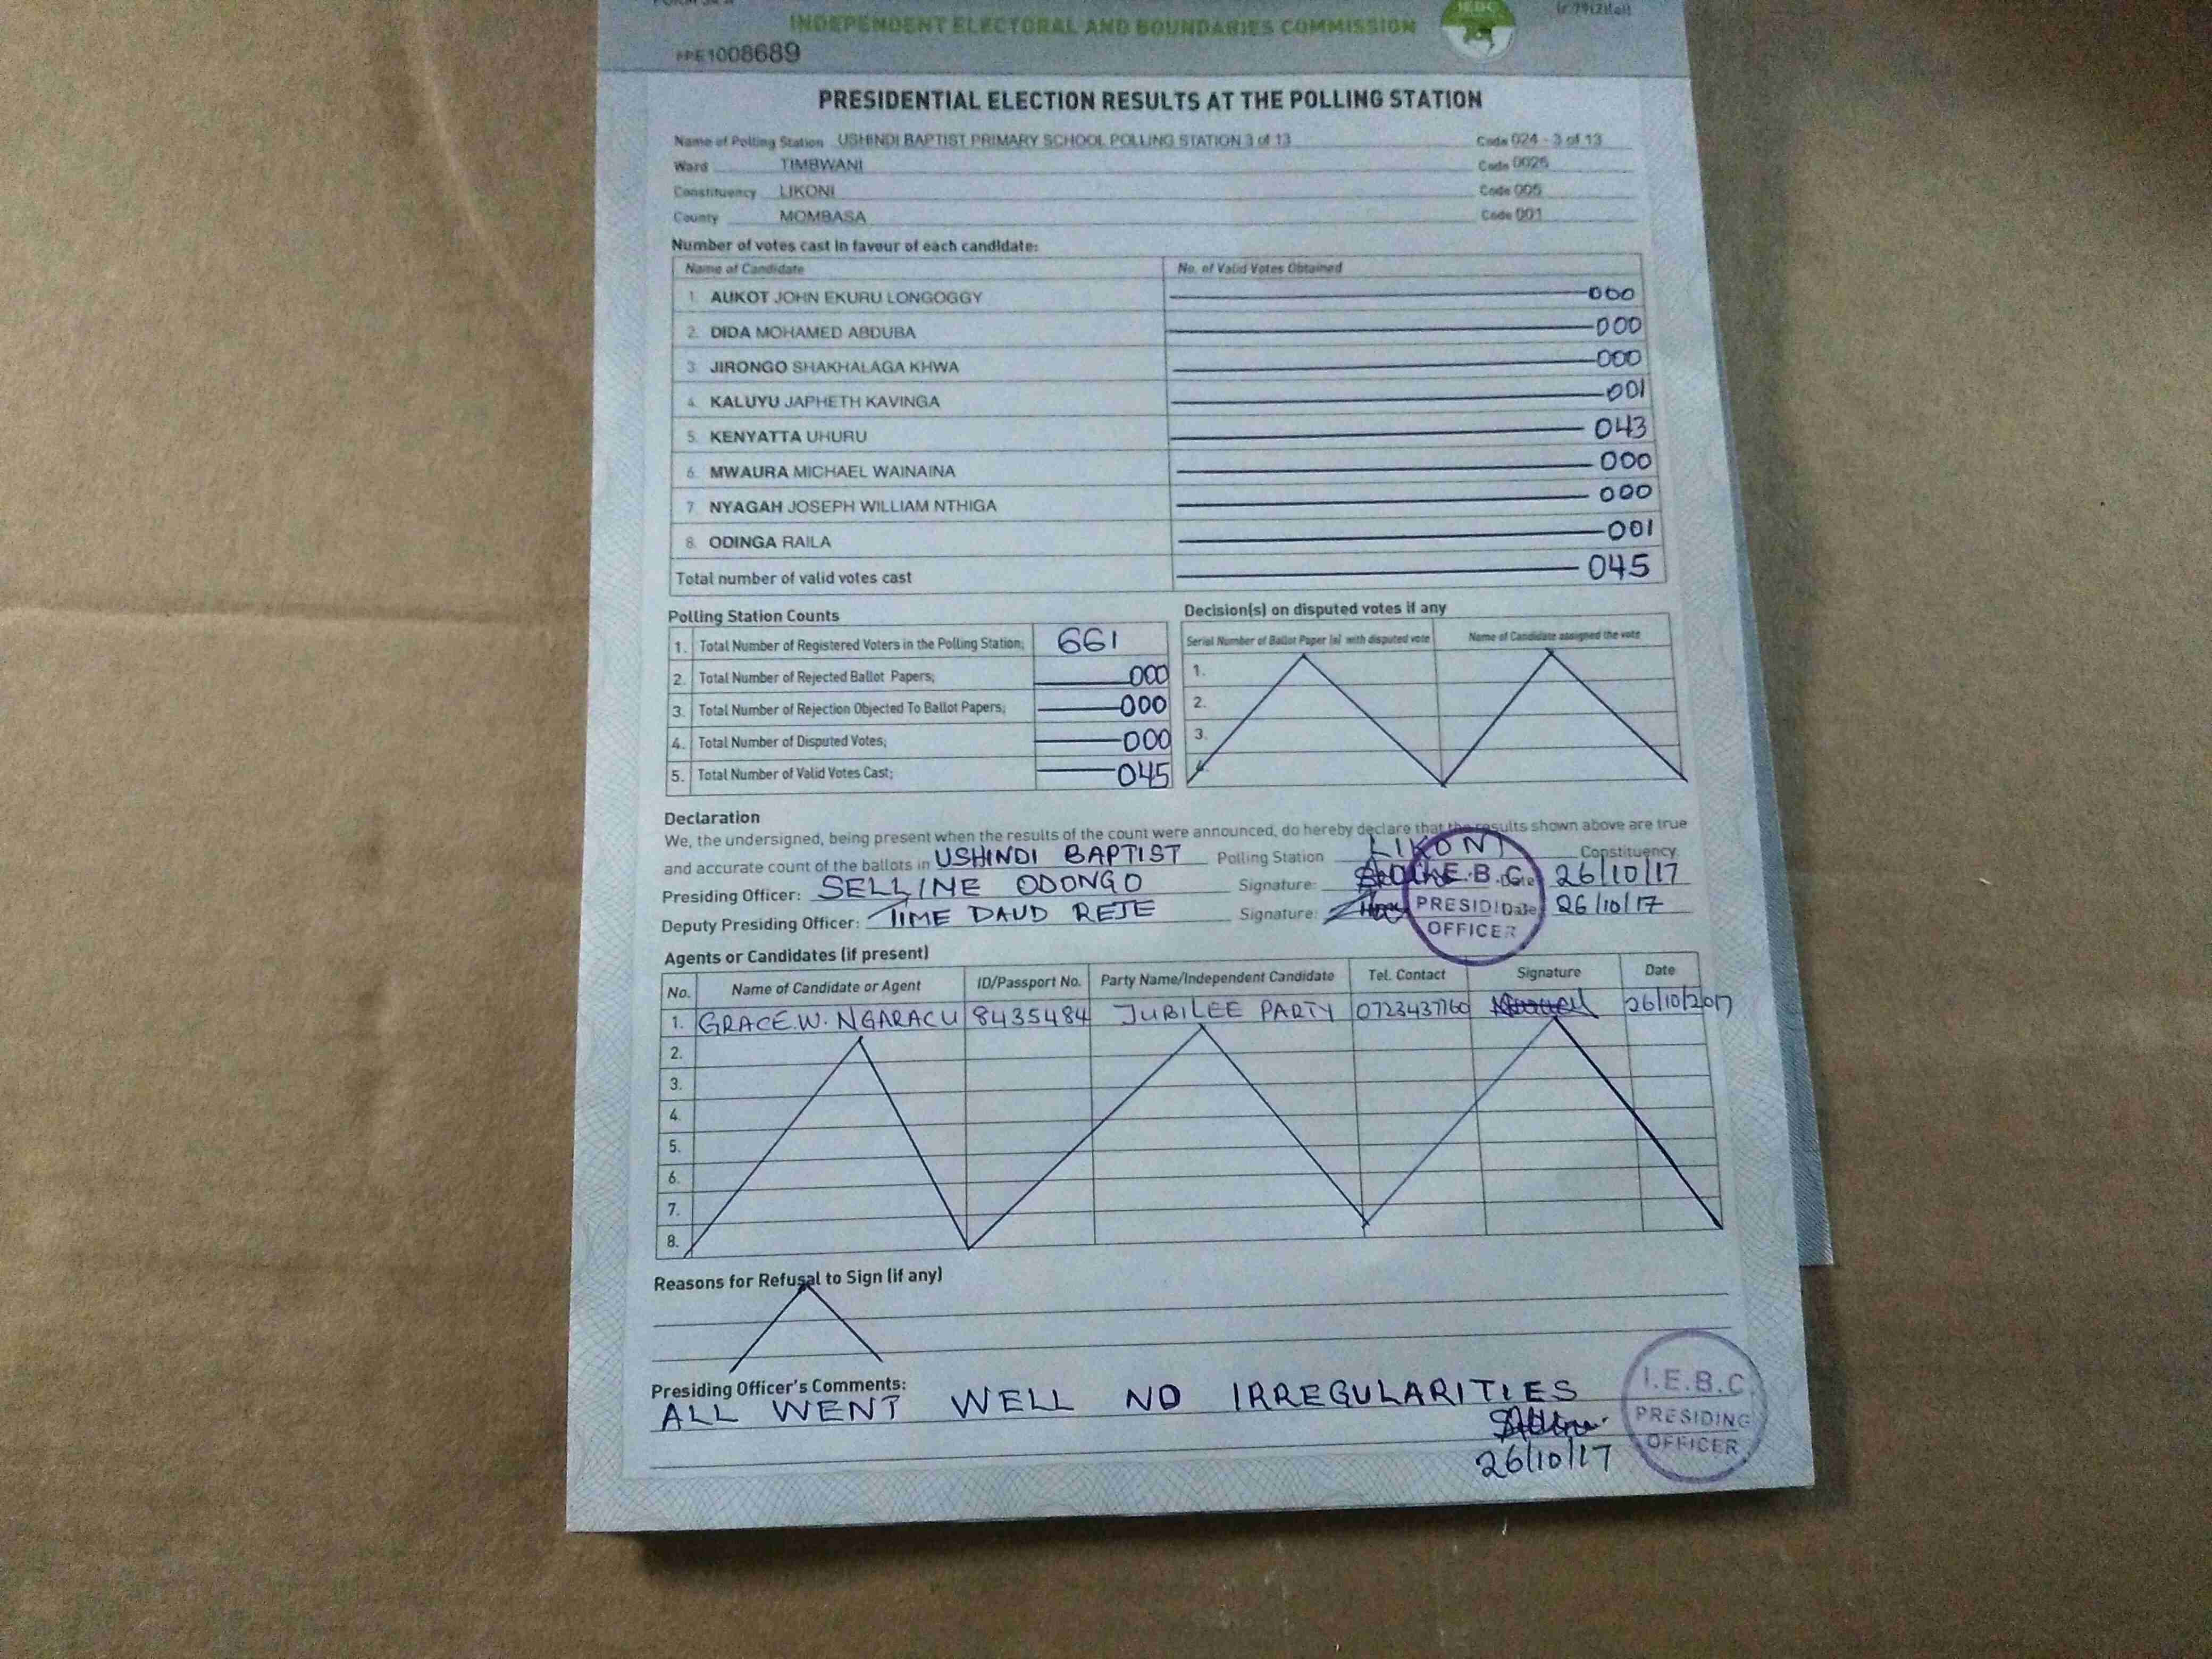 INDEPENDENT ELECTORAL AND BOUNDARIES COMMISSION
IEBC
1008689
PRESIDENTIAL ELECTION RESULTS AT THE POLLING STATION
Name of Polling Station USHINDI BAPTIST PRIMARY SCHOOL POLLING STATION 3 of 13 Code 024 - 3 of 13
Ward TIMBWANI Code 0025
Constituency LIKONI Code 005
County MOMBASA Code 001
Number of votes cast in favour of each candidate:
Name of Candidate No. of Valid Votes Obtained
1. AUKOT JOHN EKURU LONGOGGY 000
2. DIDA MOHAMED ABDUBA 000
3. JIRONGO SHAKHALAGA KHWA 000
4. KALUYU JAPHETH KAVINGA 001
5. KENYATTA UHURU 043
6. MWAURA MICHAEL WAINAINA 000
7. NYAGAH JOSEPH WILLIAM NTHIGA 000
8. ODINGA RAILA 001
Total number of valid votes cast 045
Polling Station Counts
1. Total Number of Registered Voters in the Polling Station; 661
2. Total Number of Rejected Ballot Papers; 000
3. Total Number of Rejection Objected To Ballot Papers; 000
4. Total Number of Disputed Votes; 000
5. Total Number of Valid Votes Cast; 045
Decision(s) on disputed votes if any
Serial Number of Ballot Paper (s) with disputed vote Name of Candidate assigned the vote
1.
2.
3.
4.
Declaration
We, the undersigned, being present when the results of the count were announced, do hereby declare that the results shown above are true
and accurate count of the ballots in USHINDI BAPTIST Polling Station LIKONI Constituency
Presiding Officer: SELLINE ODONGO Signature: Date 26/10/17
Deputy Presiding Officer: TIME DAUD REJE Signature: Date 26/10/17
I.E.B.C.
PRESIDI
OFFICER
Agents or Candidates (if present)
No. Name of Candidate or Agent ID/Passport No. Party Name/Independent Candidate Tel. Contact Signature Date
1. GRACE.W. NGARACU 8435484 JUBILEE PARTY 0723437760 26/10/2017
2.
3.
4.
5.
6.
7.
8.
Reasons for Refusal to Sign (if any)
Presiding Officer's Comments:
ALL WENT WELL NO IRREGULARITIES
26/10/17
I.E.B.C.
PRESIDING
OFFICER